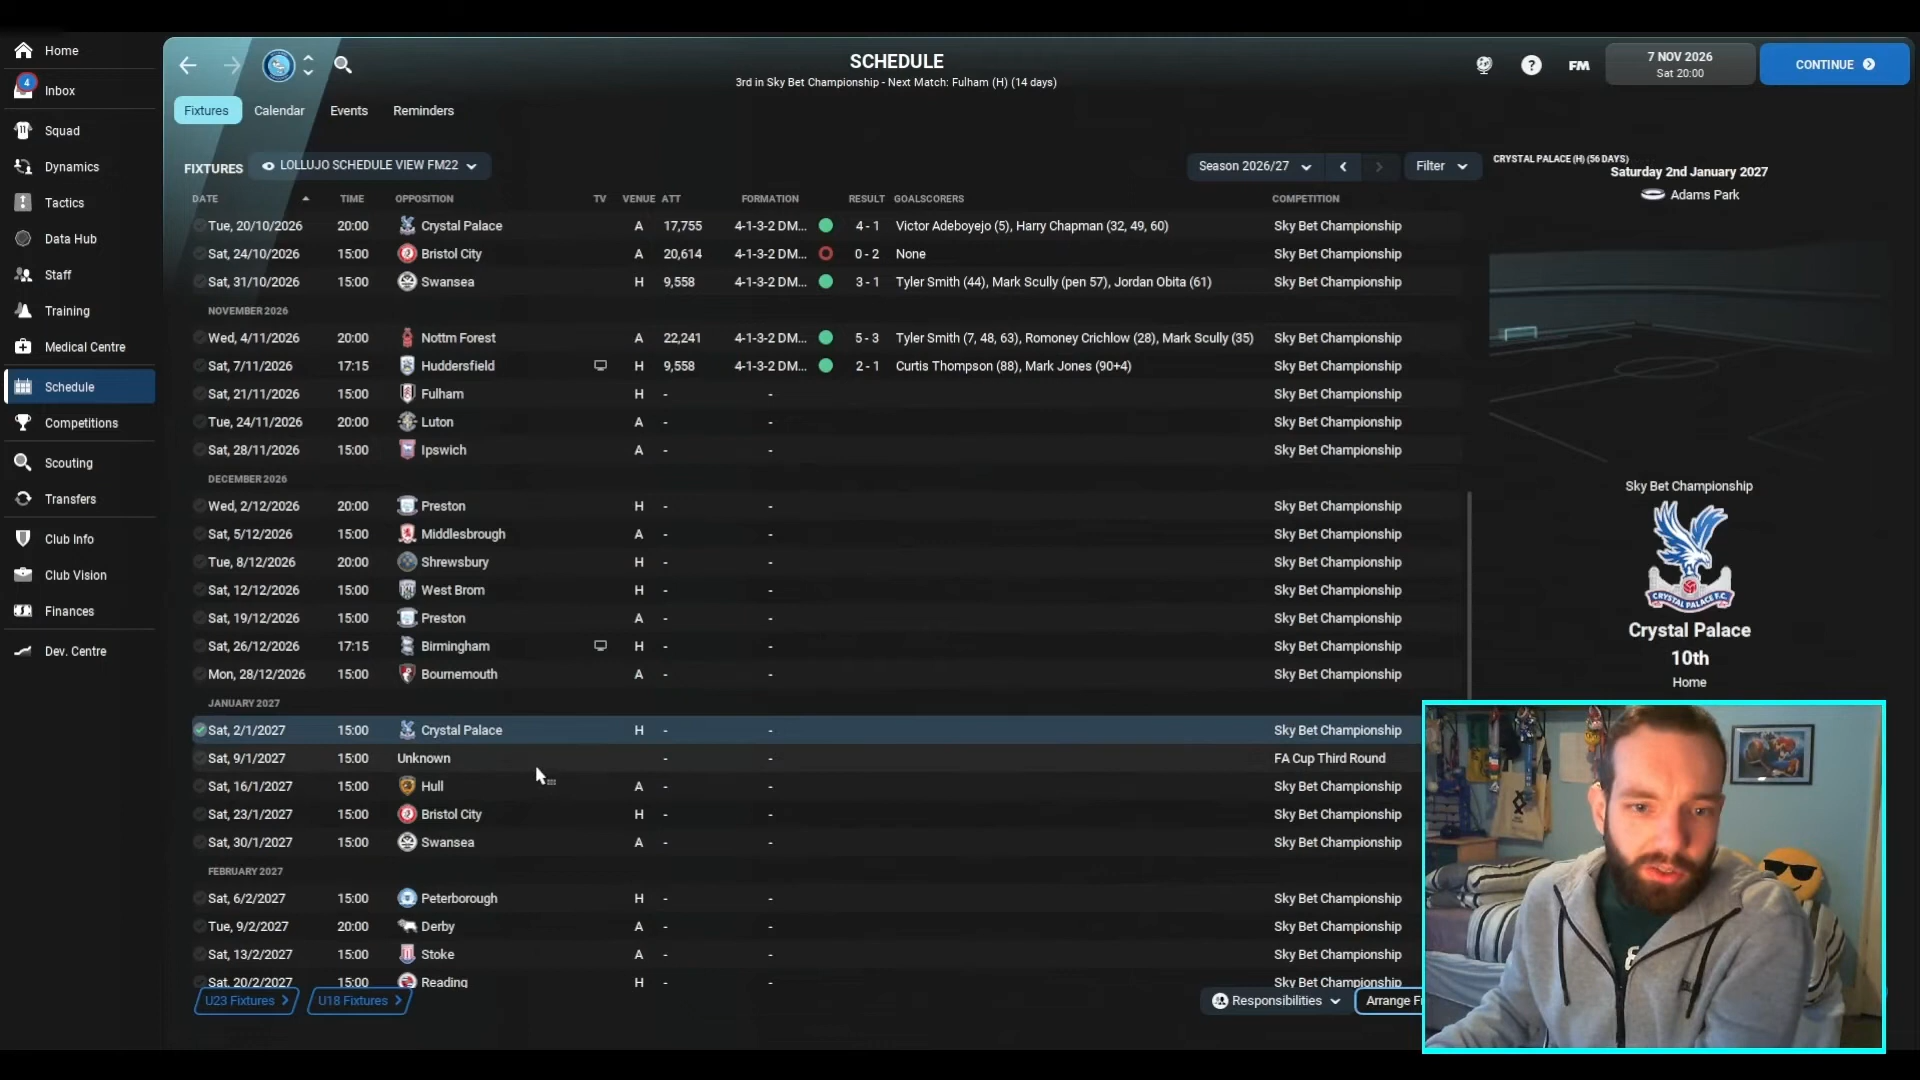 Home
4
Inbox
Squad
Dynamics
Tactics
Data Hub
Staff
Training
Medical Centre
Schedule
Competitions
Scouting
Transfers
Club Info
Club Vision
Finances
Dev. Centre
SCHEDULE
3rd in Sky Bet Championship - Next Match: Fulham (H) (14 days)
?
FM
7 NOV 2026
Sat 20:00
CONTINUE
Fixtures Calendar Events Reminders
FIXTURES LOLLUJO SCHEDULE VIEW FM22 Season 2026/27 Filter
DATE TIME OPPOSITION TV VENUE ATT FORMATION RESULT GOALSCORERS COMPETITION
Tue, 20/10/2026 20:00 Crystal Palace A 17,755 4-1-3-2 DM... 4 - 1 Victor Adeboyejo (5), Harry Chapman (32, 49, 60) Sky Bet Championship
Sat, 24/10/2026 15:00 Bristol City A 20,614 4-1-3-2 DM... 0 - 2 None Sky Bet Championship
Sat, 31/10/2026 15:00 Swansea H 9,558 4-1-3-2 DM... 3 - 1 Tyler Smith (44), Mark Scully (pen 57), Jordan Obita (61) Sky Bet Championship
NOVEMBER 2026
Wed, 4/11/2026 20:00 Nottm Forest A 22,241 4-1-3-2 DM... 5 - 3 Tyler Smith (7, 48, 63), Romoney Crichlow (28), Mark Scully (35) Sky Bet Championship
Sat, 7/11/2026 17:15 Huddersfield H 9,558 4-1-3-2 DM... 2 - 1 Curtis Thompson (88), Mark Jones (90+4) Sky Bet Championship
Sat, 21/11/2026 15:00 Fulham H - - Sky Bet Championship
Tue, 24/11/2026 20:00 Luton A - - Sky Bet Championship
Sat, 28/11/2026 15:00 Ipswich A - - Sky Bet Championship
DECEMBER 2026
Wed, 2/12/2026 20:00 Preston H - - Sky Bet Championship
Sat, 5/12/2026 15:00 Middlesbrough A - - Sky Bet Championship
Tue, 8/12/2026 20:00 Shrewsbury H - - Sky Bet Championship
Sat, 12/12/2026 15:00 West Brom H - - Sky Bet Championship
Sat, 19/12/2026 15:00 Preston A - - Sky Bet Championship
Sat, 26/12/2026 17:15 Birmingham H - - Sky Bet Championship
Mon, 28/12/2026 15:00 Bournemouth A - - Sky Bet Championship
JANUARY 2027
Sat, 2/1/2027 15:00 Crystal Palace H - - Sky Bet Championship
Sat, 9/1/2027 15:00 Unknown - - FA Cup Third Round
Sat, 16/1/2027 15:00 Hull A - - Sky Bet Championship
Sat, 23/1/2027 15:00 Bristol City H - - Sky Bet Championship
Sat, 30/1/2027 15:00 Swansea A - - Sky Bet Championship
FEBRUARY 2027
Sat, 6/2/2027 15:00 Peterborough H - - Sky Bet Championship
Tue, 9/2/2027 20:00 Derby A - - Sky Bet Championship
Sat, 13/2/2027 15:00 Stoke A - - Sky Bet Championship
Sat, 20/2/2027 15:00 Reading H - - Sky Bet Championship
U23 Fixtures U18 Fixtures Responsibilities Arrange F
CRYSTAL PALACE (H) (56 DAYS)
Saturday 2nd January 2027
Adams Park
Sky Bet Championship
CRYSTAL PALACE F.C.
Crystal Palace
10th
Home